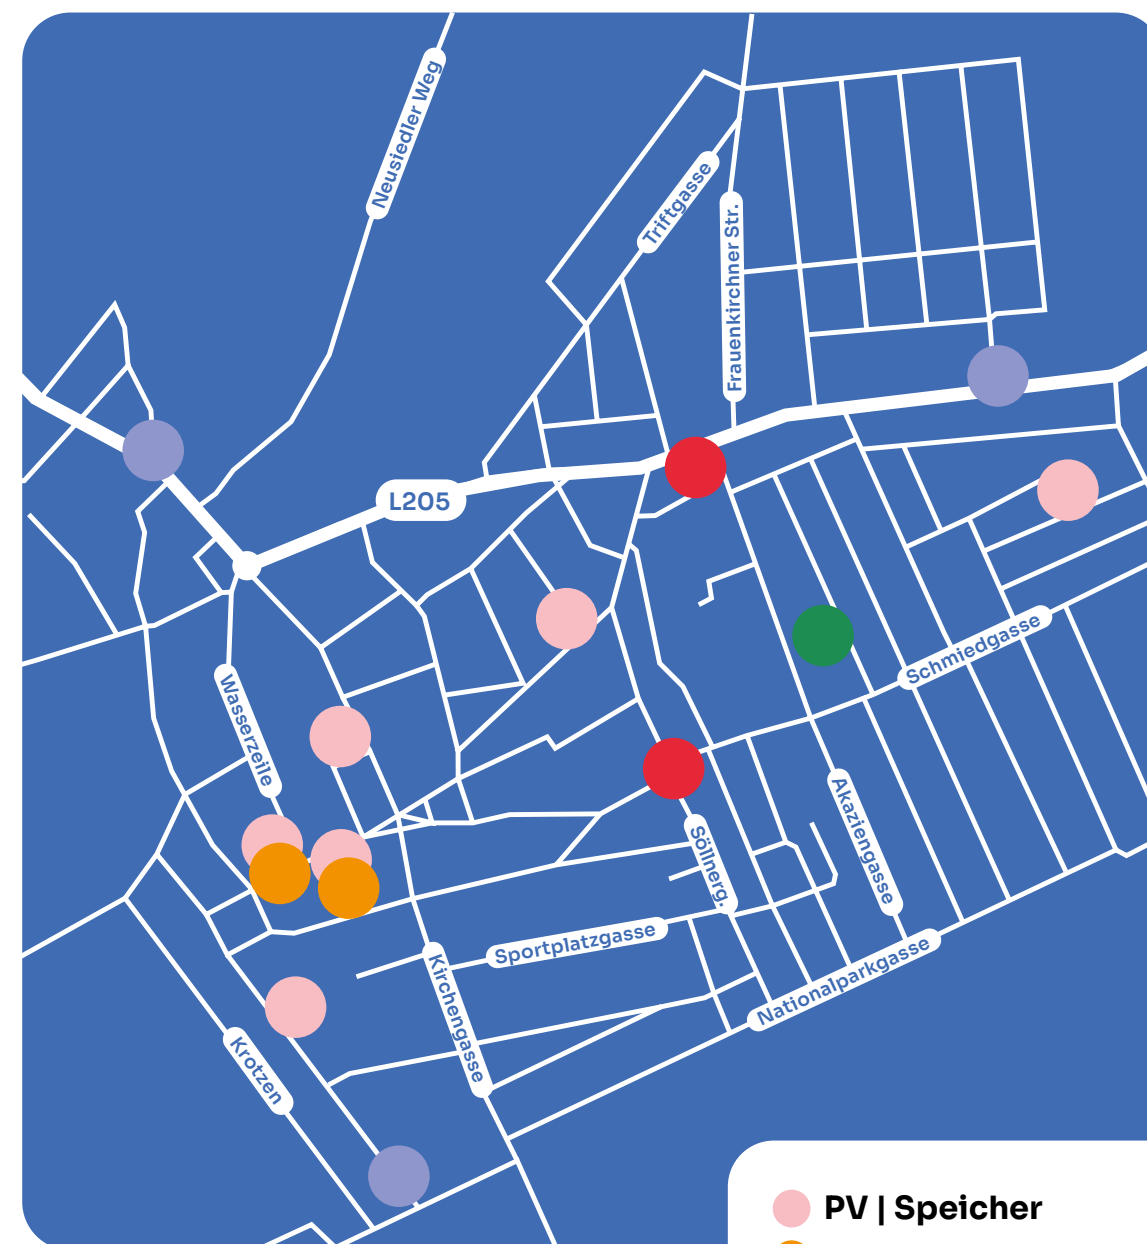 Neusiedler Weg
Triftgasse
Frauenkirchner Str.
L205
Schmiedgasse
Wasserzeile
Akaziengasse
Söllnerg.
Sportplatzgasse
Nationalparkgasse
Kirchengasse
Krotzen
PV | Speicher